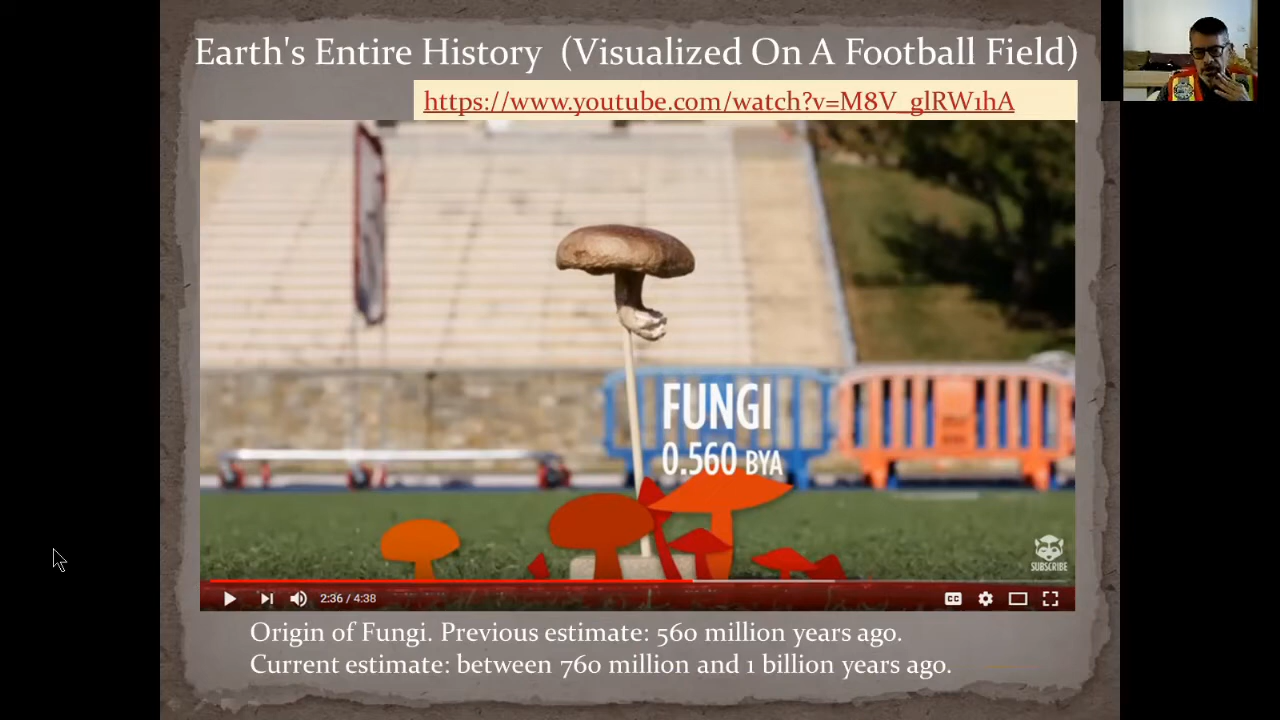 Earth's Entire History (Visualized On A Football Field)
https://www.youtube.com/watch?v=M8V_glRW1hA
FUNGI
0.560 BYA
SUBSCRIBE
2:36 / 4:38
CC
Origin of Fungi. Previous estimate: 560 million years ago.
Current estimate: between 760 million and 1 billion years ago.